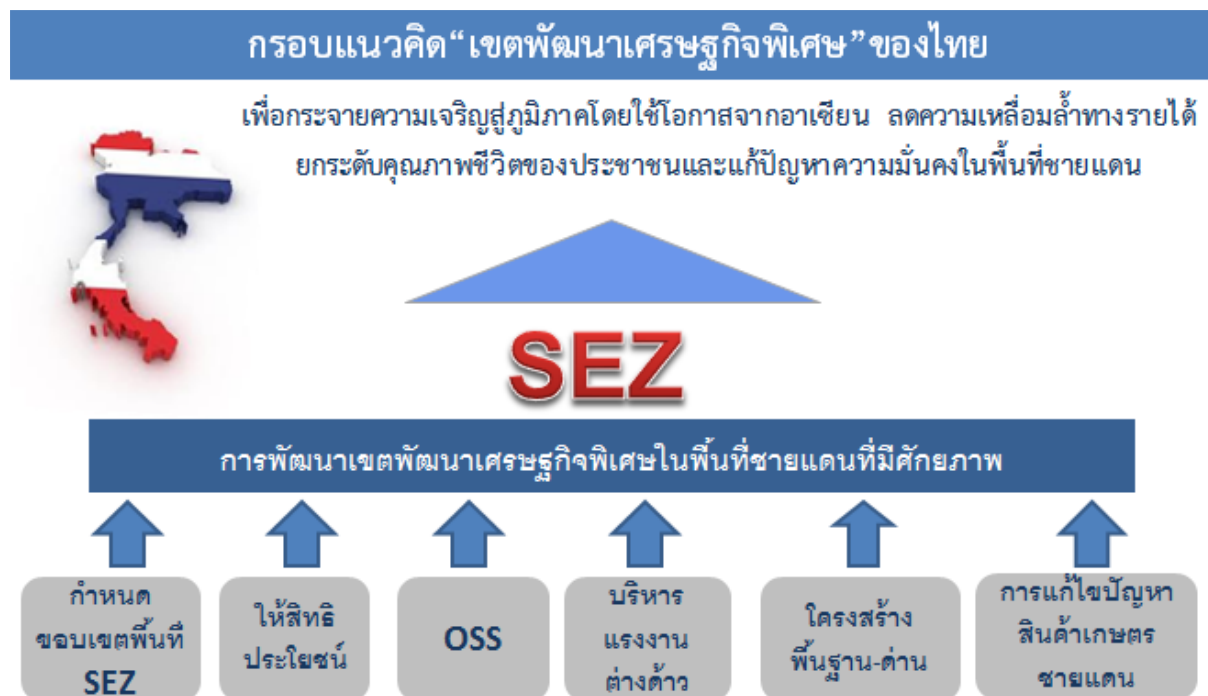 กรอบแนวคิด“เขตพัฒนาเศรษฐกิจพิเศษ”ของไทย
เพื่อกระจายความเจริญสู่ภูมิภาคโดยใช้โอกาสจากอาเซียน ลดความเหลื่อมล้ำทางรายได้
ยกระดับคุณภาพชีวิตของประชาชนและแก้ปัญหาความมั่นคงในพื้นที่ชายแดน
SEZ
การพัฒนาเขตพัฒนาเศรษฐกิจพิเศษในพื้นที่ชายแดนที่มีศักยภาพ
กำหนด
ขอบเขตพื้นที่
SEZ
ให้สิทธิ
ประโยชน์
OSS
บริหาร
แรงงาน
ต่างด้าว
โครงสร้าง
พื้นฐาน-ด่าน
การแก้ไขปัญหา
สินค้าเกษตร
ชายแดน